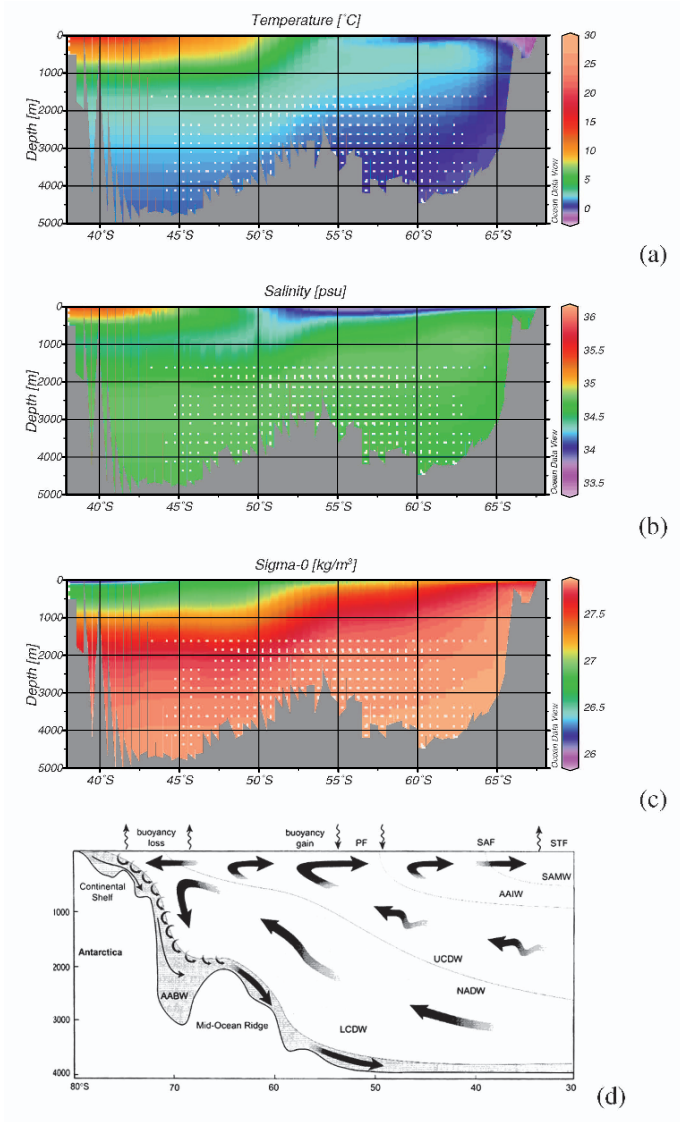 Temperature [˚C]
0
1000
2000
3000
4000
5000
Depth [m]
40˚S 45˚S 50˚S 55˚S 60˚S 65˚S
30
25
20
15
10
5
0
Ocean Data View
(a)
Salinity [psu]
0
1000
2000
3000
4000
5000
Depth [m]
40˚S 45˚S 50˚S 55˚S 60˚S 65˚S
36
35.5
35
34.5
34
33.5
Ocean Data View
(b)
Sigma-0 [kg/m³]
0
1000
2000
3000
4000
5000
Depth [m]
40˚S 45˚S 50˚S 55˚S 60˚S 65˚S
27.5
27
26.5
26
Ocean Data View
(c)
buoyancy loss
buoyancy gain
PF
SAF
STF
SAMW
AAIW
Continental Shelf
1000
Antarctica
UCDW
2000
NADW
AABW
3000
Mid-Ocean Ridge
LCDW
4000
80°S 70 60 50 40 30
(d)